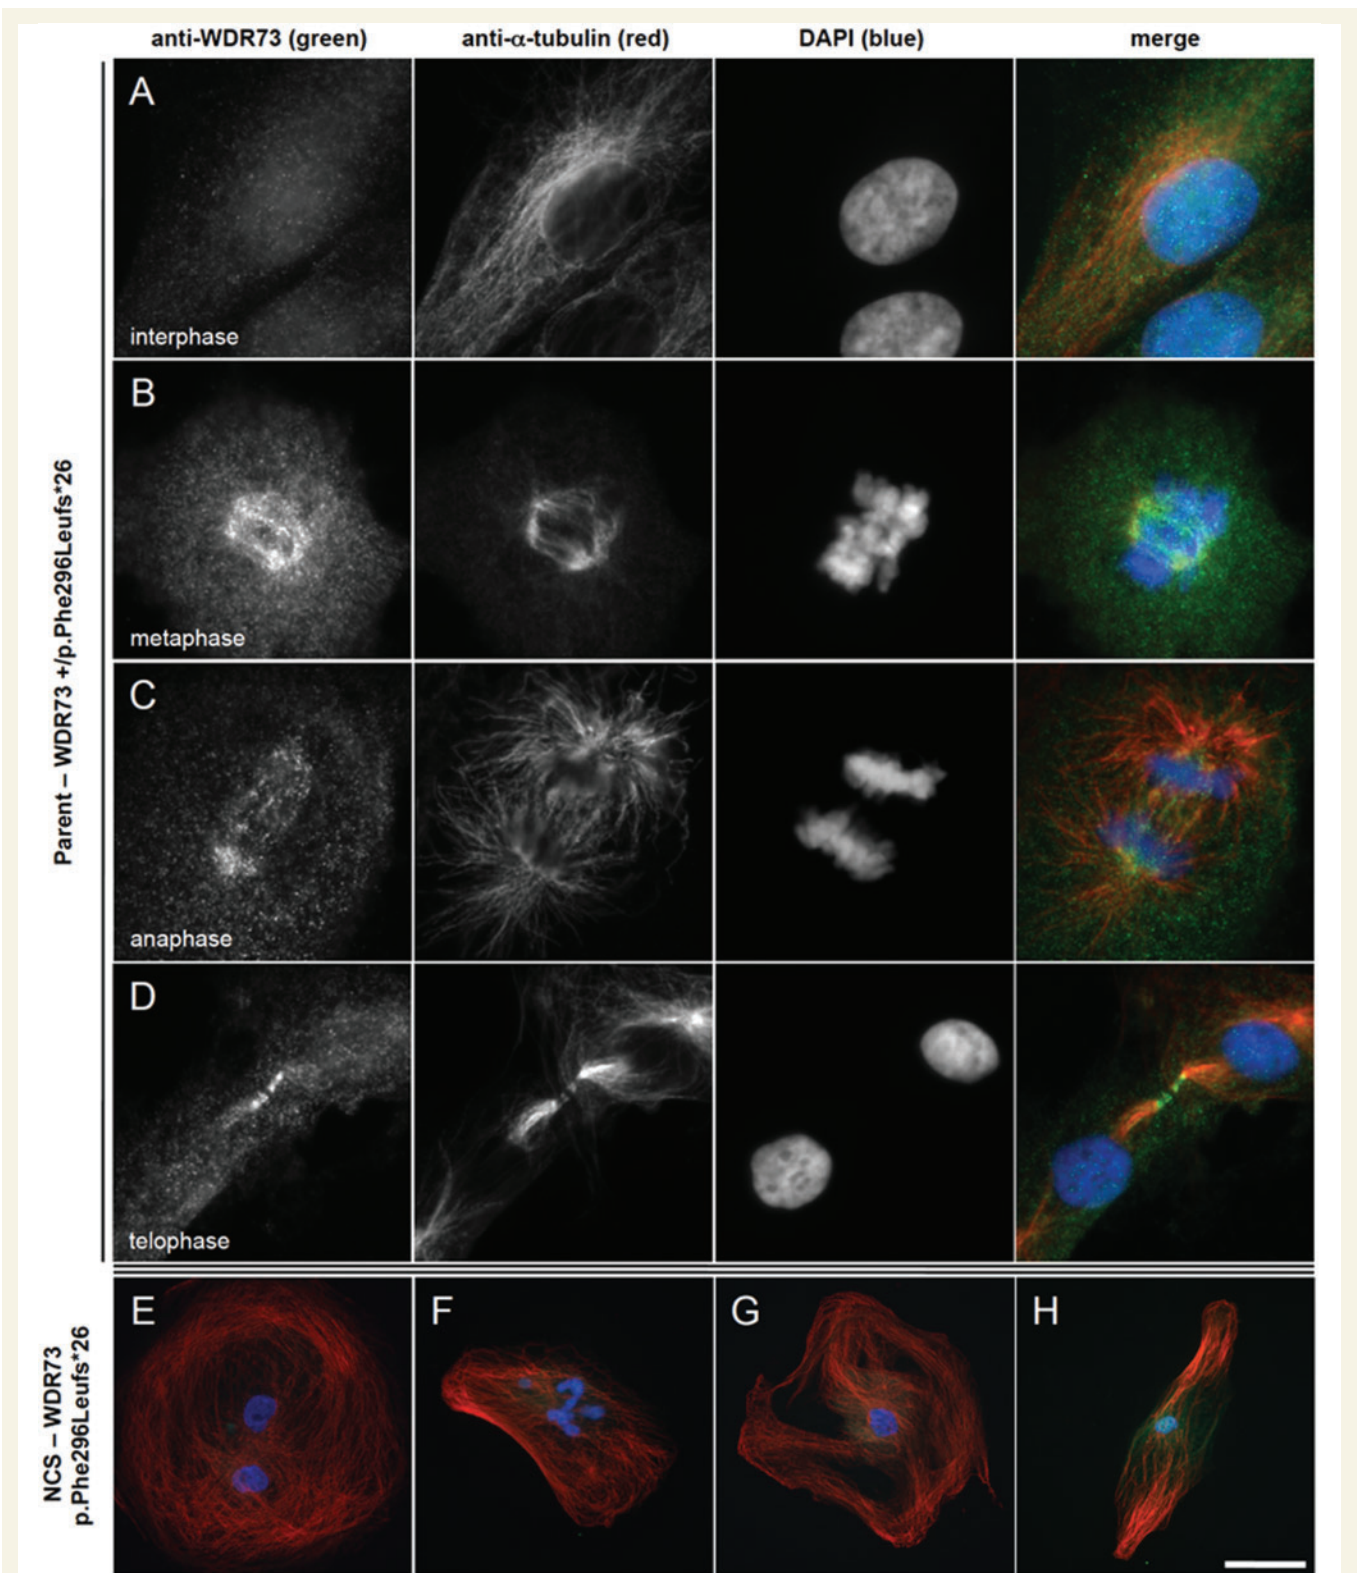 anti-WDR73 (green) anti-α-tubulin (red) DAPI (blue) merge
Parent – WDR73 +/p.Phe296Leufs*26
A
interphase
B
metaphase
C
anaphase
D
telophase
NCS – WDR73
p.Phe296Leufs*26
E F G H